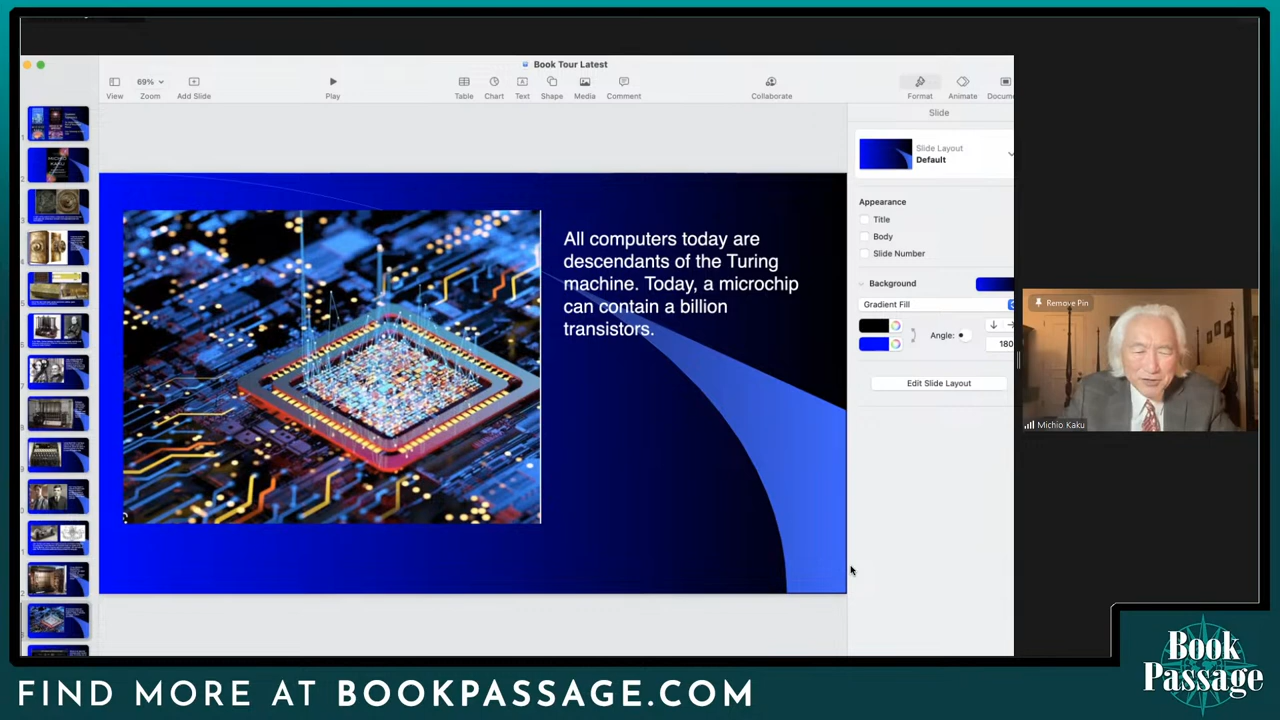 Book Tour Latest
69%
View
Zoom
Add Slide
Play
Table
Chart
Text
Shape
Media
Comment
Collaborate
Format
Animate
Docum
Slide
Slide Layout
Default
Appearance
Title
Body
Slide Number
Background
Gradient Fill
Angle:
180
Edit Slide Layout
All computers today are
descendants of the Turing
machine. Today, a microchip
can contain a billion
transistors.
Remove Pin
Michio Kaku
Book
Passage
FIND MORE AT BOOKPASSAGE.COM